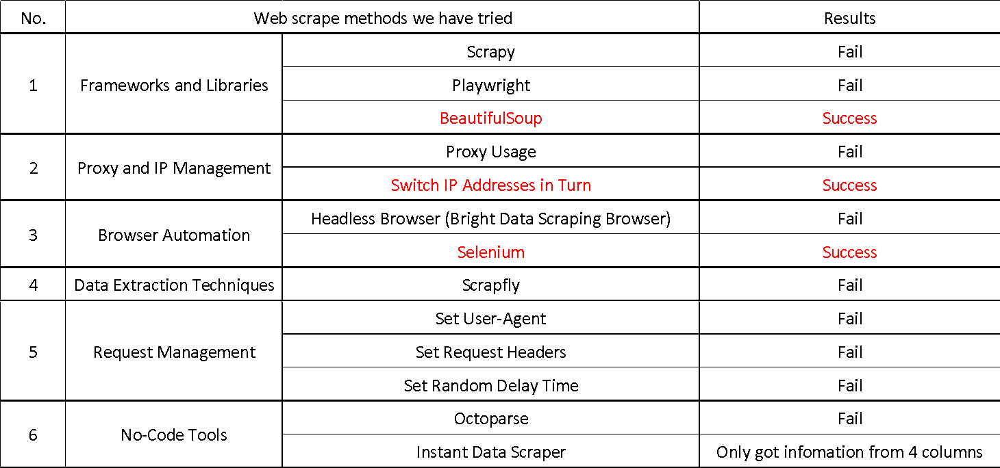 No. Web scrape methods we have tried Results
1 Frameworks and Libraries Scrapy Fail
Playwright Fail
BeautifulSoup Success
2 Proxy and IP Management Proxy Usage Fail
Switch IP Addresses in Turn Success
3 Browser Automation Headless Browser (Bright Data Scraping Browser) Fail
Selenium Success
4 Data Extraction Techniques Scrapfly Fail
5 Request Management Set User-Agent Fail
Set Request Headers Fail
Set Random Delay Time Fail
6 No-Code Tools Octoparse Fail
Instant Data Scraper Only got infomation from 4 columns